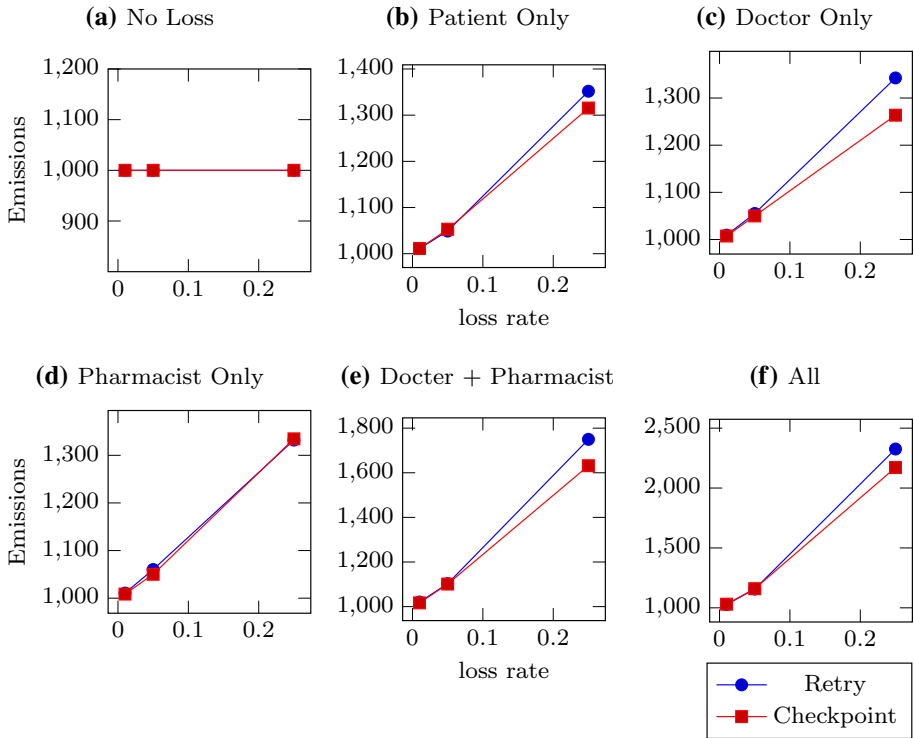 (a) No Loss
(b) Patient Only
(c) Doctor Only
Emissions
1,200
1,100
1,000
900
0 0.1 0.2
1,400
1,300
1,200
1,100
1,000
0 0.1 0.2
loss rate
1,300
1,200
1,100
1,000
0 0.1 0.2
(d) Pharmacist Only
(e) Docter + Pharmacist
(f) All
Emissions
1,300
1,200
1,100
1,000
0 0.1 0.2
1,800
1,600
1,400
1,200
1,000
0 0.1 0.2
loss rate
2,500
2,000
1,500
1,000
0 0.1 0.2
Retry
Checkpoint